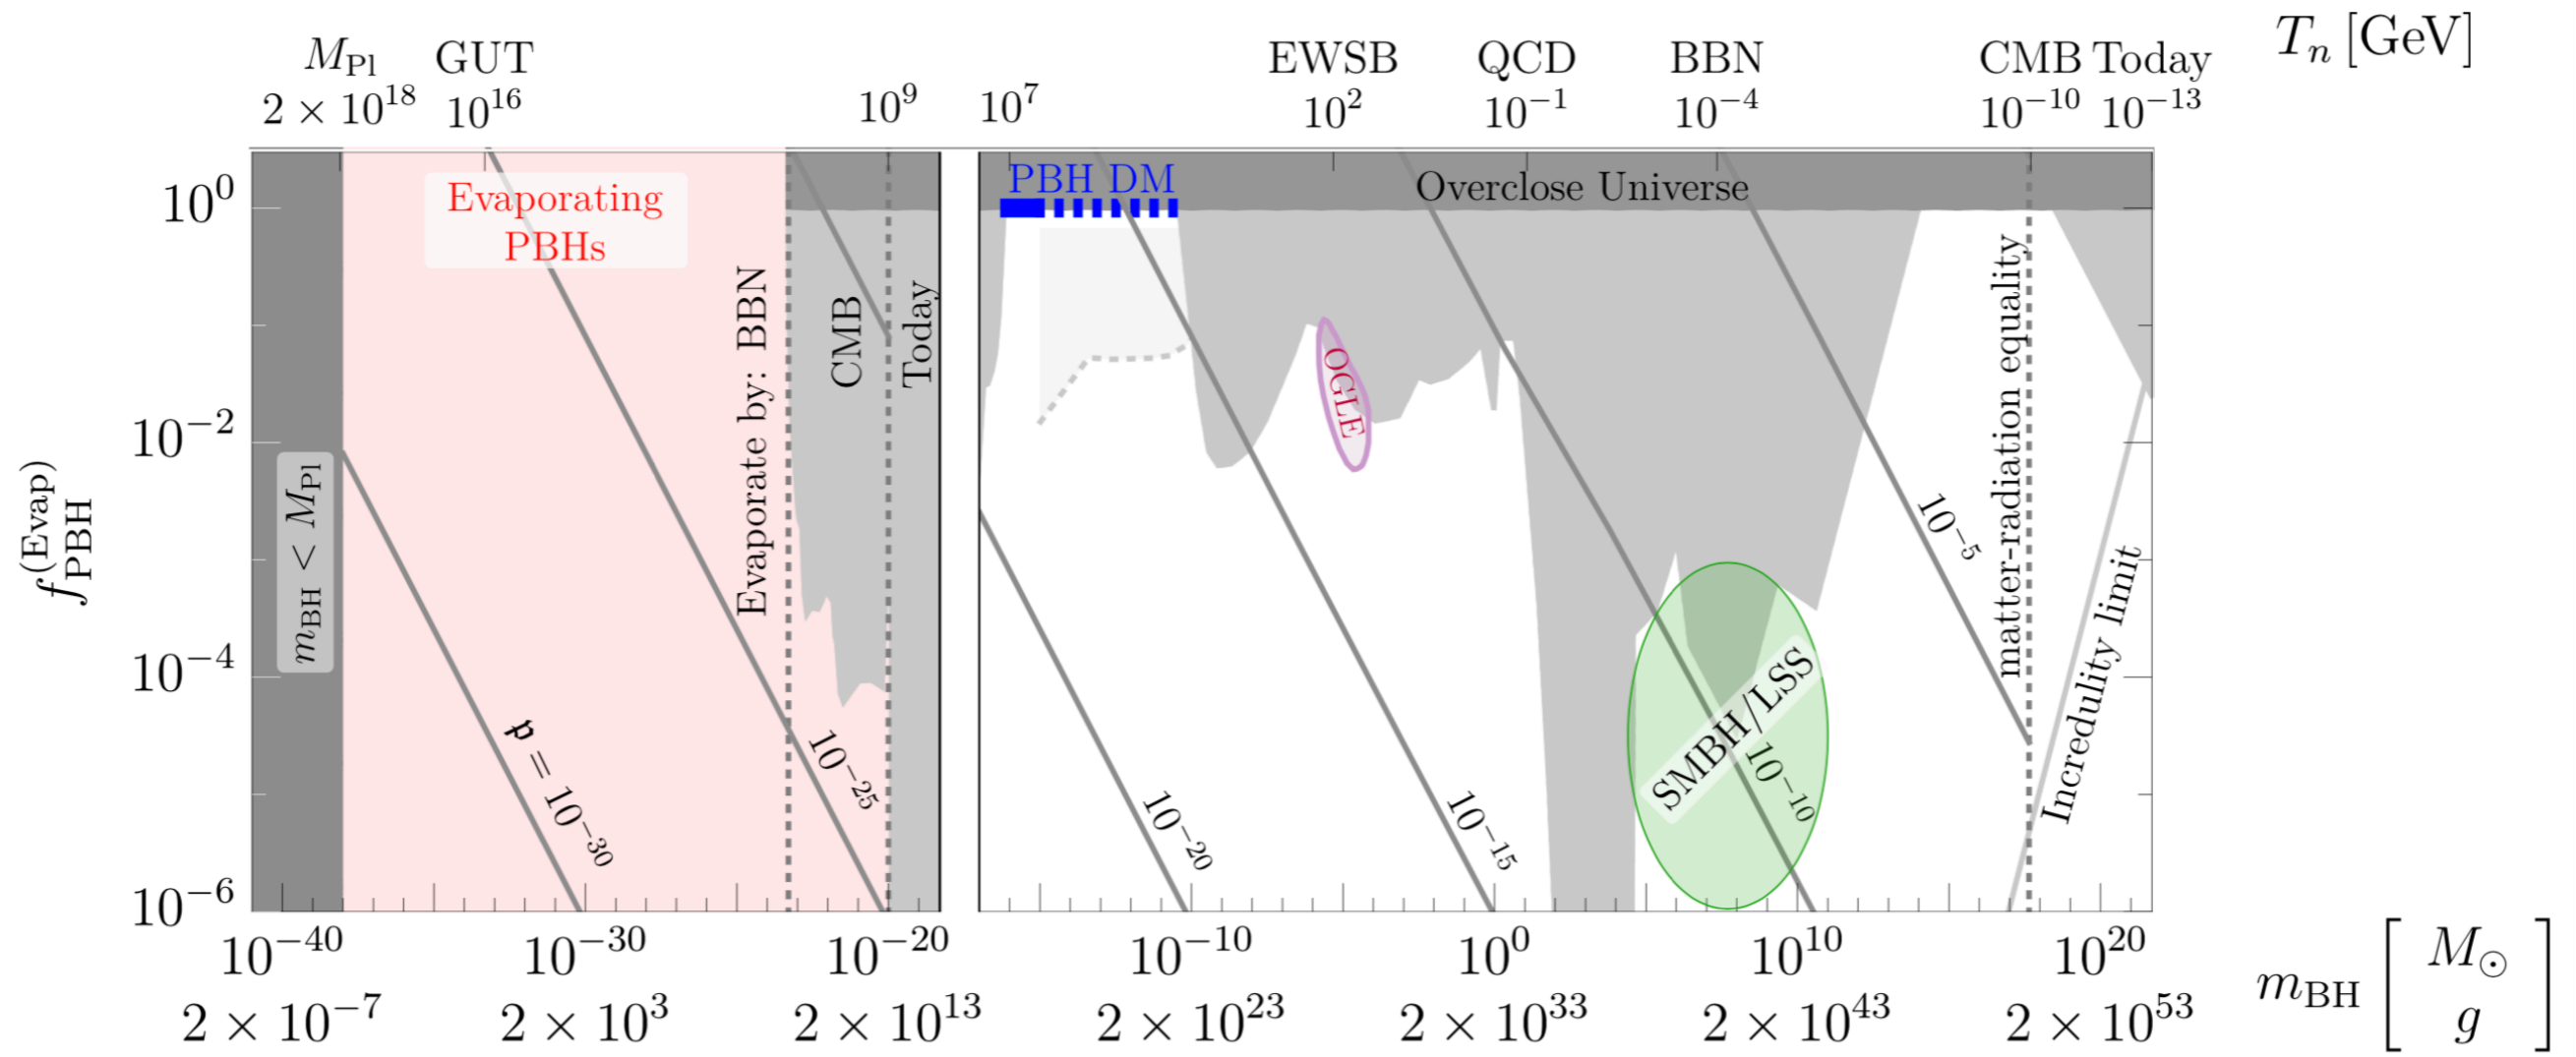 M_Pl GUT EWSB QCD BBN CMB Today T_n [GeV]
2 × 10^18 10^16 10^9 10^7 10^2 10^-1 10^-4 10^-10 10^-13
Evaporating
PBHs
PBH DM
Overclose Universe
10^0
10^-2
10^-4
10^-6
f_PBH^(Evap)
m_BH < M_Pl
Evaporate by: BBN
CMB
Today
OGLE
matter-radiation equality
Incredulity limit
SMBH/LSS
𝔭 = 10^-30
10^-25
10^-20
10^-15
10^-10
10^-5
10^-40 10^-30 10^-20 10^-10 10^0 10^10 10^20
2 × 10^-7 2 × 10^3 2 × 10^13 2 × 10^23 2 × 10^33 2 × 10^43 2 × 10^53
m_BH [M_⊙
g]